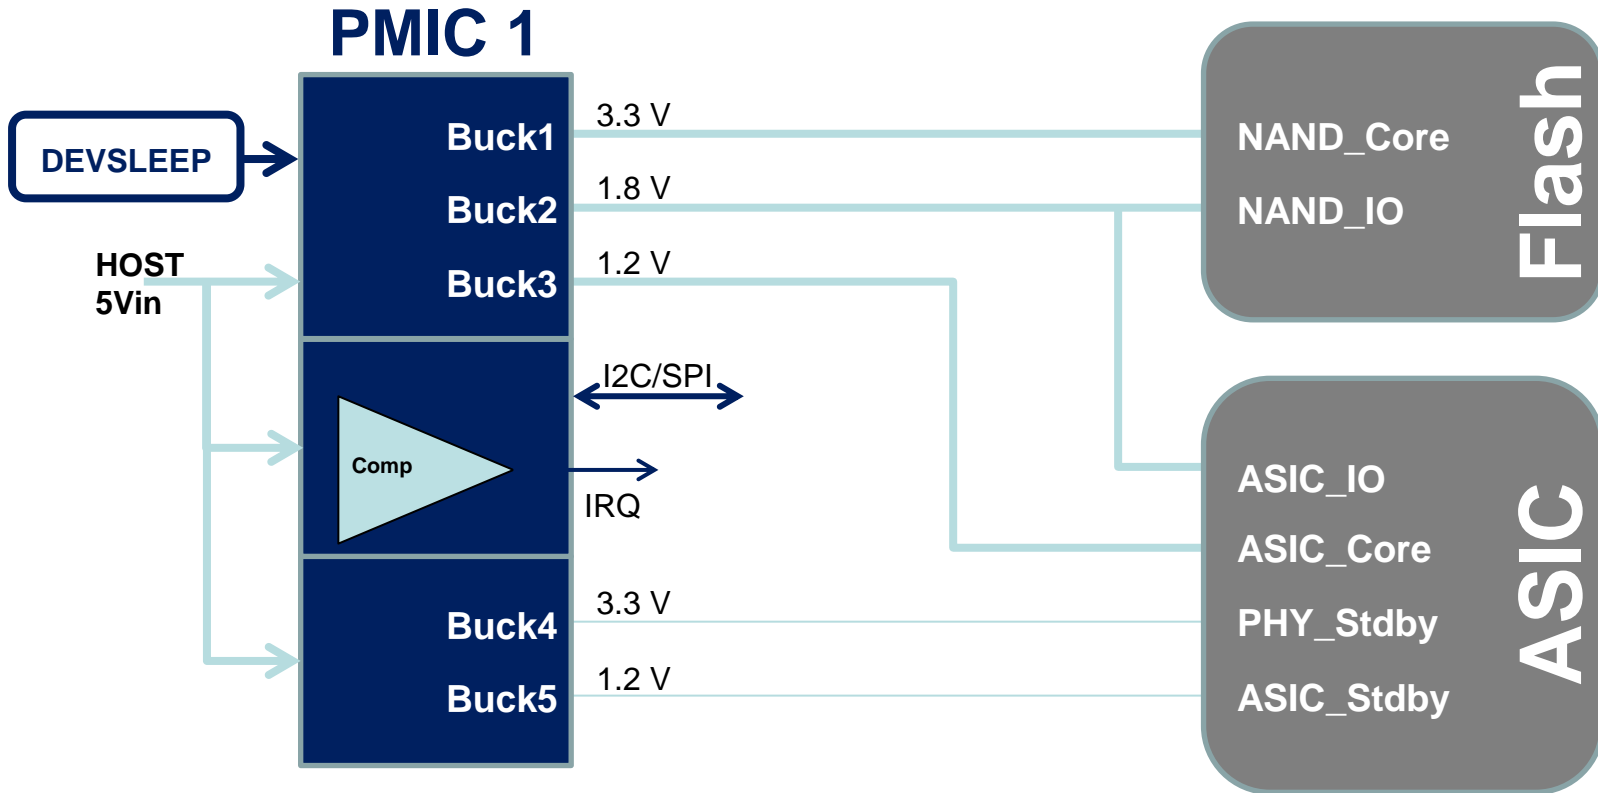 PMIC 1
DEVSLEEP
HOST
5Vin
Buck1
Buck2
Buck3
3.3 V
1.8 V
1.2 V
Comp
I2C/SPI
IRQ
Buck4
Buck5
3.3 V
1.2 V
NAND_Core
NAND_IO
Flash
ASIC_IO
ASIC_Core
PHY_Stdby
ASIC_Stdby
ASIC